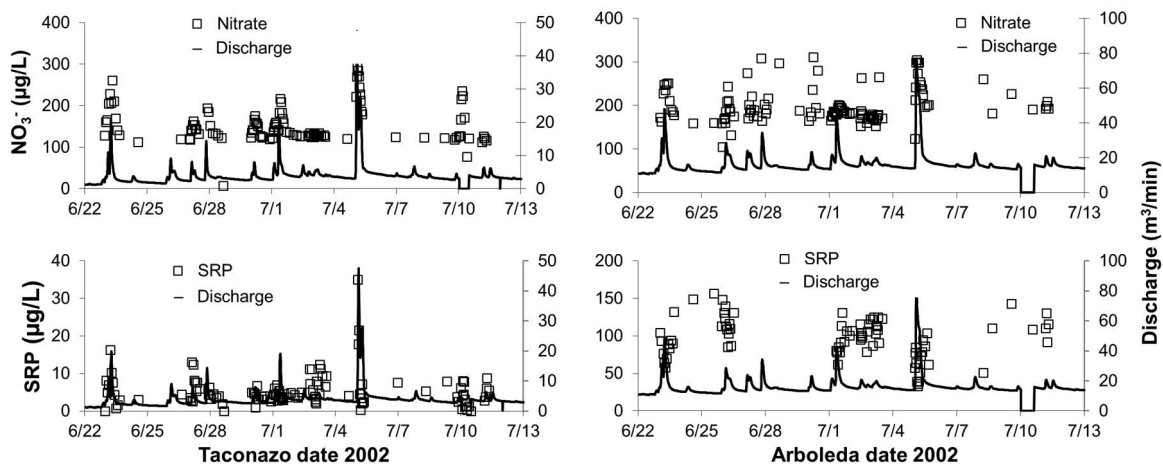 Nitrate
Discharge
NO3- (µg/L)
400
300
200
100
0
50
40
30
20
10
0
6/22 6/25 6/28 7/1 7/4 7/7 7/10 7/13
Nitrate
Discharge
400
300
200
100
0
100
80
60
40
20
0
6/22 6/25 6/28 7/1 7/4 7/7 7/10 7/13
SRP
Discharge
SRP (µg/L)
40
30
20
10
0
50
40
30
20
10
0
6/22 6/25 6/28 7/1 7/4 7/7 7/10 7/13
Taconazo date 2002
SRP
Discharge
200
150
100
50
0
100
80
60
40
20
0
6/22 6/25 6/28 7/1 7/4 7/7 7/10 7/13
Arboleda date 2002
Discharge (m³/min)